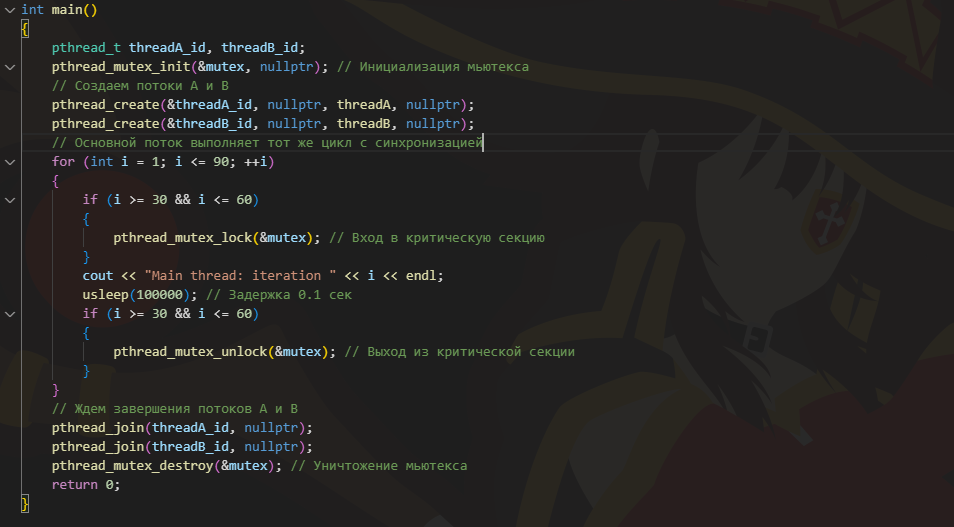 int main()
{
    pthread_t threadA_id, threadB_id;
    pthread_mutex_init(&mutex, nullptr); // Инициализация мьютекса
    // Создаем потоки A и B
    pthread_create(&threadA_id, nullptr, threadA, nullptr);
    pthread_create(&threadB_id, nullptr, threadB, nullptr);
    // Основной поток выполняет тот же цикл с синхронизацией
    for (int i = 1; i <= 90; ++i)
    {
        if (i >= 30 && i <= 60)
        {
            pthread_mutex_lock(&mutex); // Вход в критическую секцию
        }
        cout << "Main thread: iteration " << i << endl;
        usleep(100000); // Задержка 0.1 сек
        if (i >= 30 && i <= 60)
        {
            pthread_mutex_unlock(&mutex); // Выход из критической секции
        }
    }
    // Ждем завершения потоков A и B
    pthread_join(threadA_id, nullptr);
    pthread_join(threadB_id, nullptr);
    pthread_mutex_destroy(&mutex); // Уничтожение мьютекса
    return 0;
}